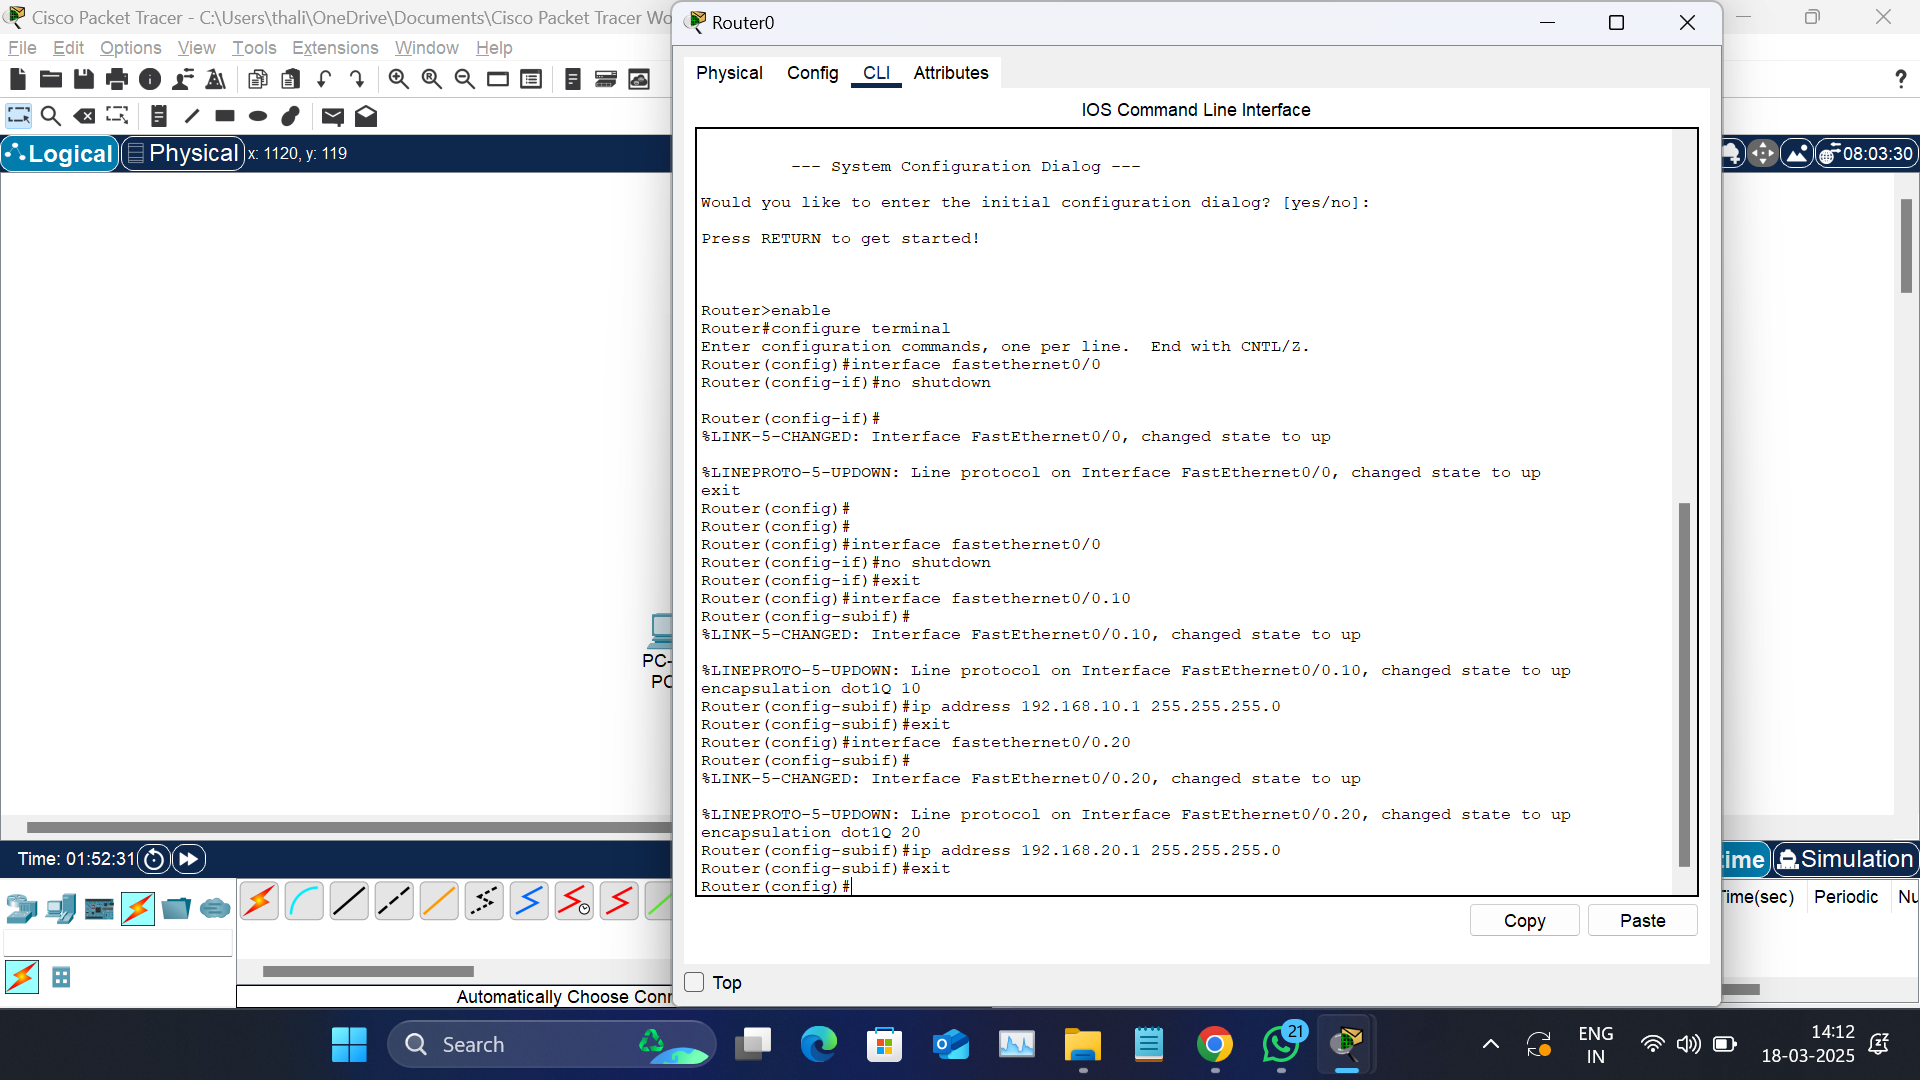 Cisco Packet Tracer - C:\Users\thali\OneDrive\Documents\Cisco Packet Tracer Wo
File Edit Options View Tools Extensions Window Help
Logical
Physical
x: 1120, y: 119
PC-
PC
Time: 01:52:31
Automatically Choose Conn
Router0
Physical Config CLI Attributes
IOS Command Line Interface
--- System Configuration Dialog ---
Would you like to enter the initial configuration dialog? [yes/no]:
Press RETURN to get started!
Router>enable
Router#configure terminal
Enter configuration commands, one per line.  End with CNTL/Z.
Router(config)#interface fastethernet0/0
Router(config-if)#no shutdown
Router(config-if)#
%LINK-5-CHANGED: Interface FastEthernet0/0, changed state to up
%LINEPROTO-5-UPDOWN: Line protocol on Interface FastEthernet0/0, changed state to up
exit
Router(config)#
Router(config)#
Router(config)#interface fastethernet0/0
Router(config-if)#no shutdown
Router(config-if)#exit
Router(config)#interface fastethernet0/0.10
Router(config-subif)#
%LINK-5-CHANGED: Interface FastEthernet0/0.10, changed state to up
%LINEPROTO-5-UPDOWN: Line protocol on Interface FastEthernet0/0.10, changed state to up
encapsulation dot1Q 10
Router(config-subif)#ip address 192.168.10.1 255.255.255.0
Router(config-subif)#exit
Router(config)#interface fastethernet0/0.20
Router(config-subif)#
%LINK-5-CHANGED: Interface FastEthernet0/0.20, changed state to up
%LINEPROTO-5-UPDOWN: Line protocol on Interface FastEthernet0/0.20, changed state to up
encapsulation dot1Q 20
Router(config-subif)#ip address 192.168.20.1 255.255.255.0
Router(config-subif)#exit
Router(config)#
Copy
Paste
Top
?
08:03:30
time
Simulation
Time(sec) Periodic Nu
Search
21
ENG
IN
14:12
18-03-2025